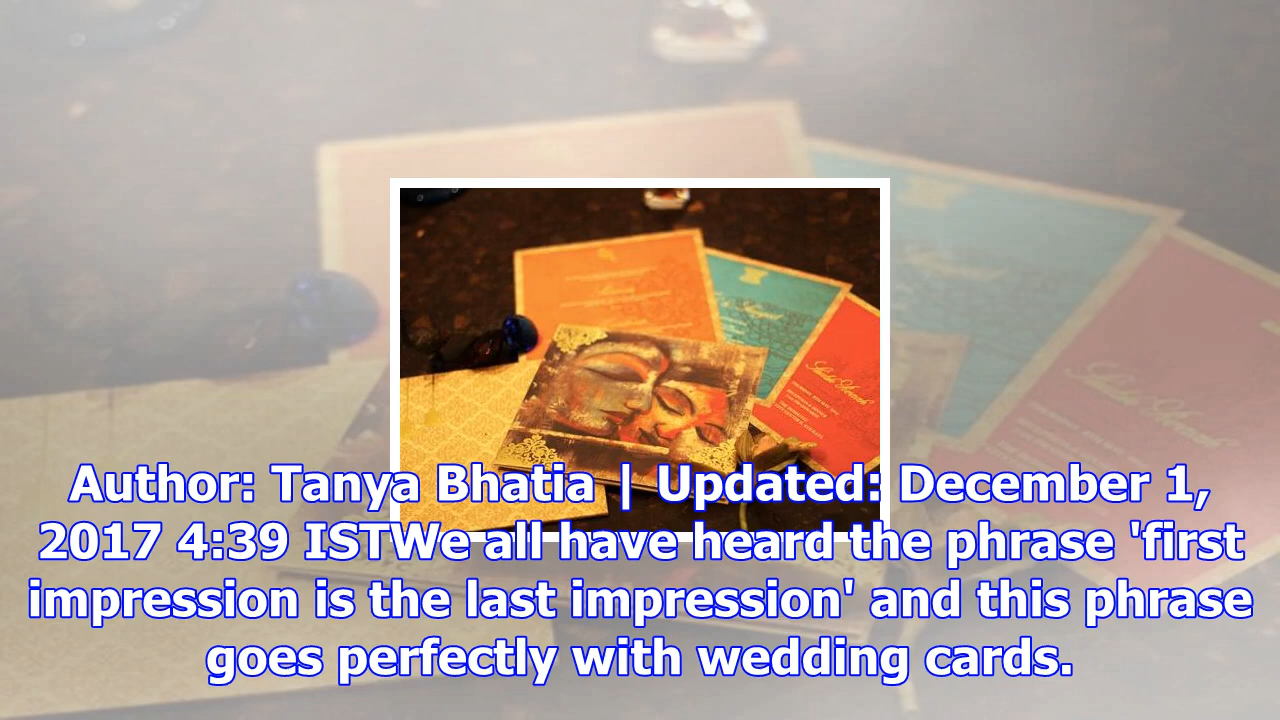 Author: Tanya Bhatia | Updated: December 1,
2017 4:39 ISTWe all have heard the phrase 'first
impression is the last impression' and this phrase
goes perfectly with wedding cards.